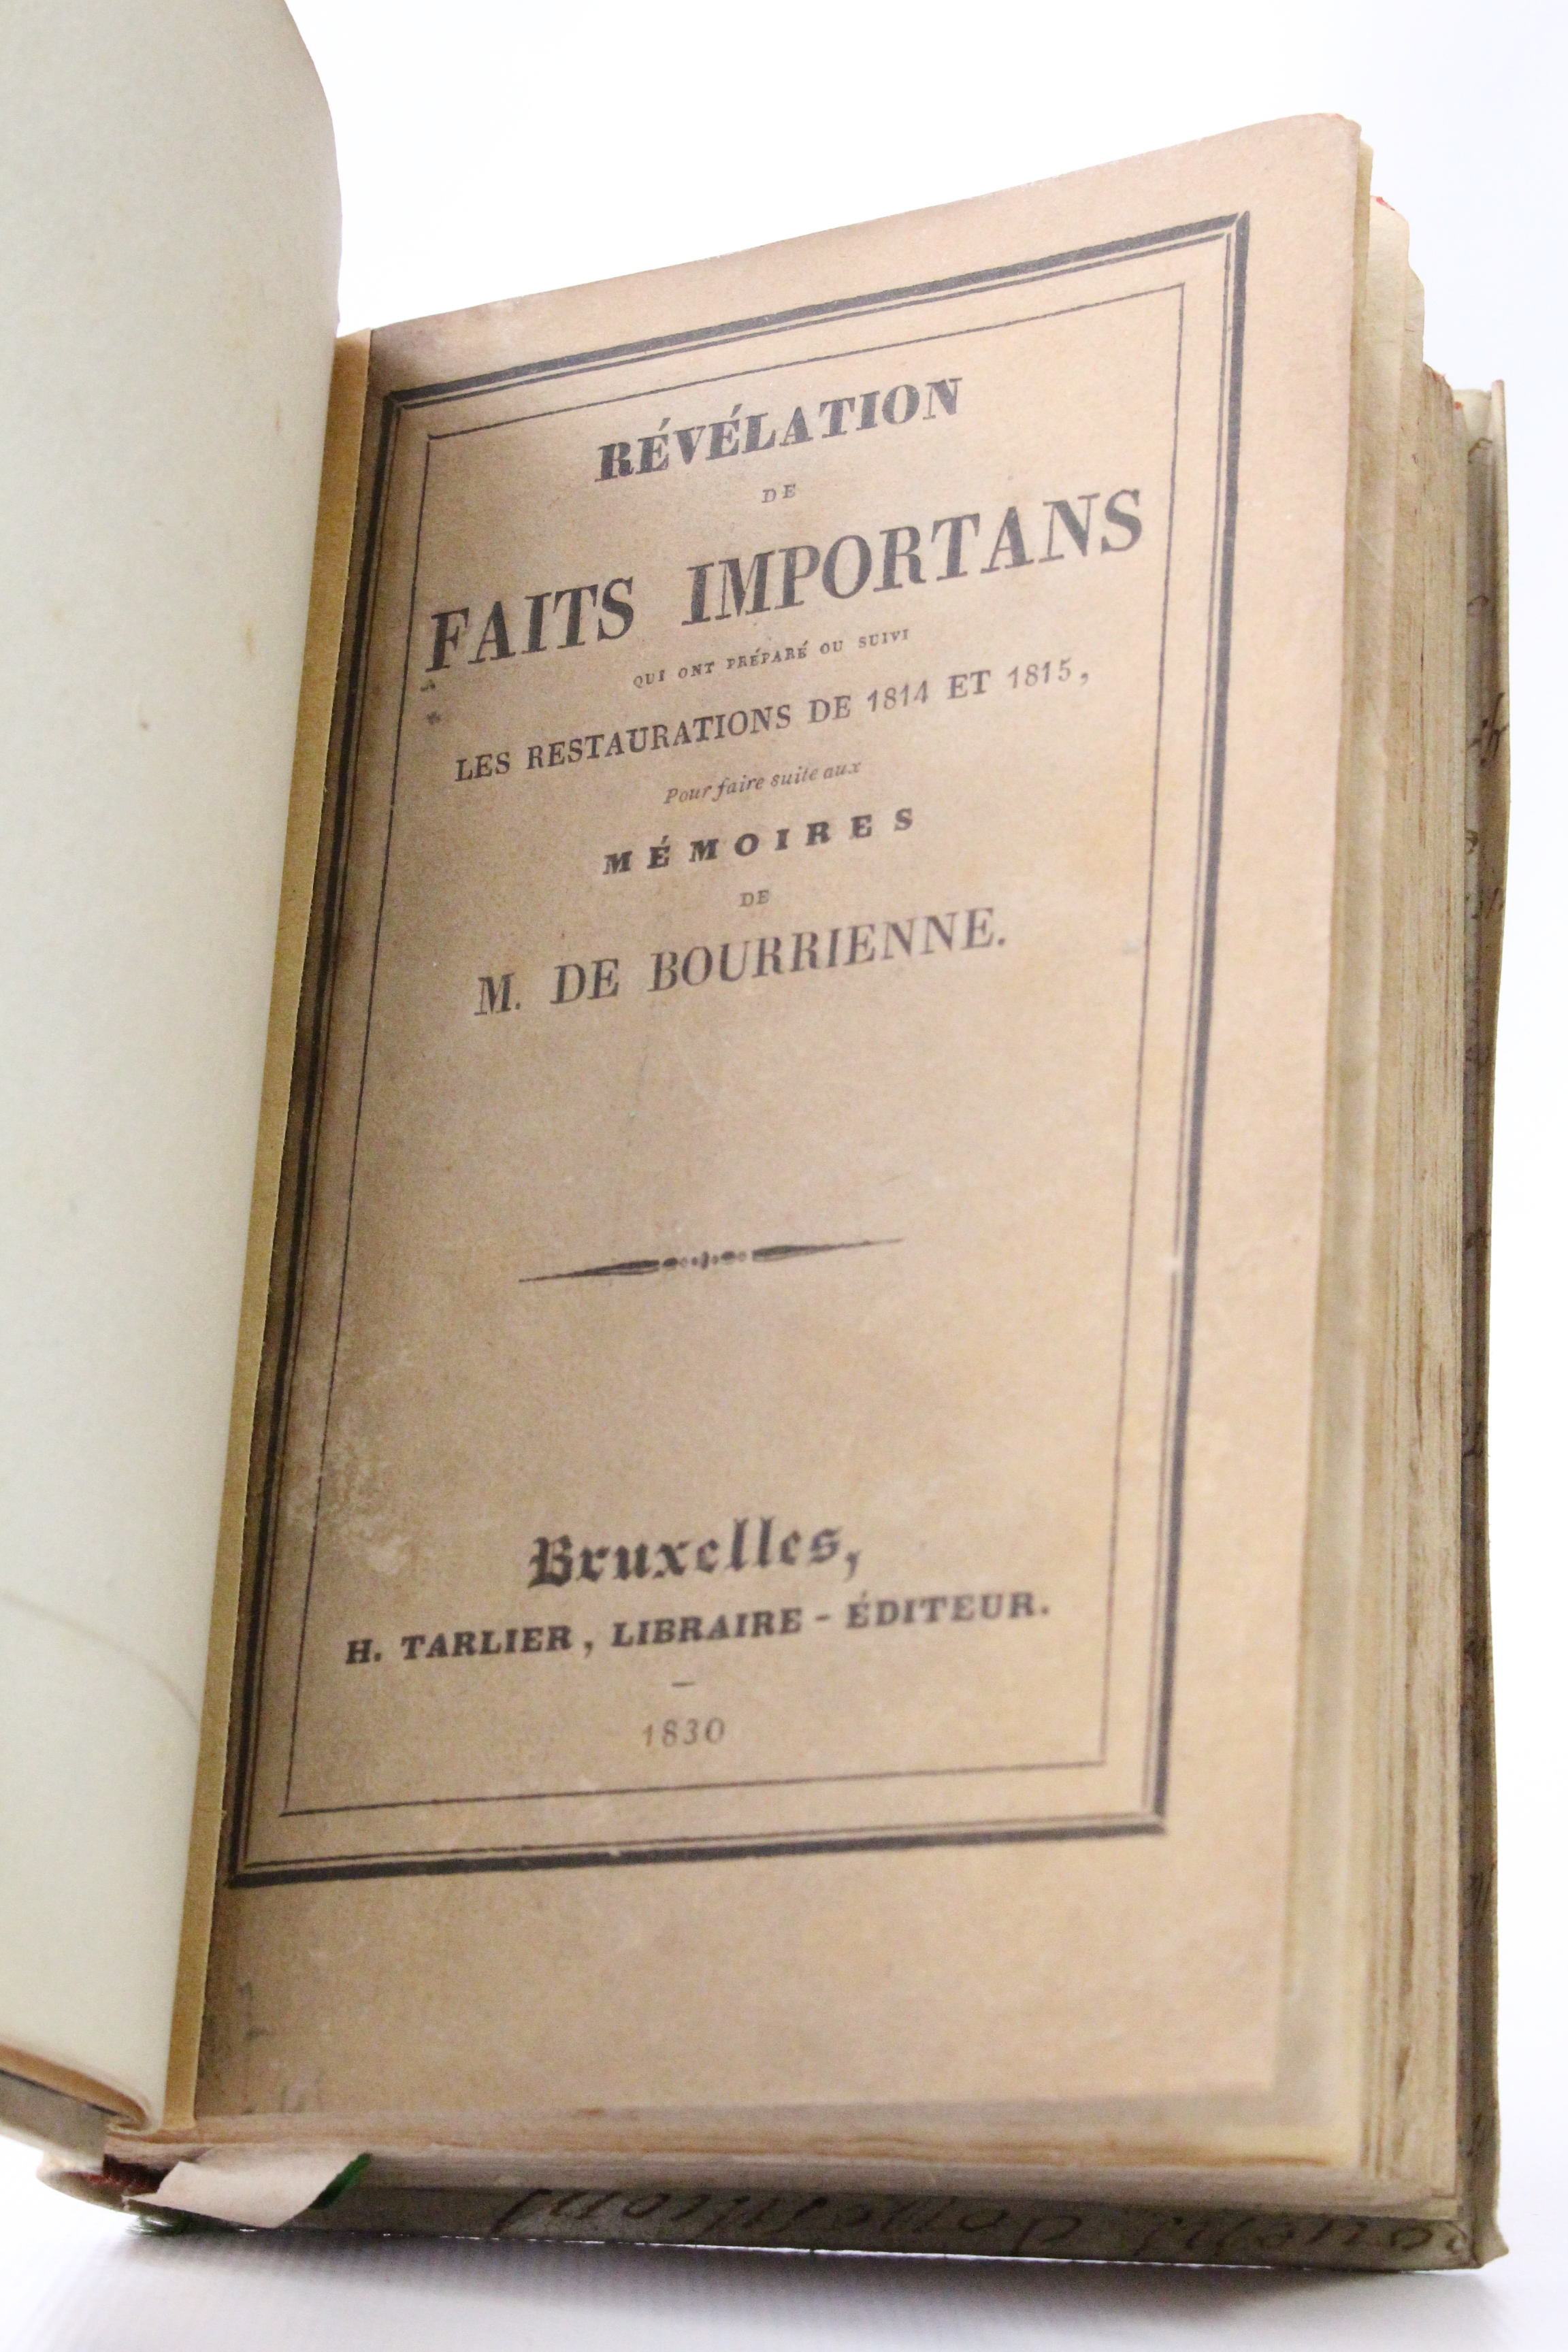 RÉVÉLATION
DE
FAITS IMPORTANS
QUI ONT PRÉPARÉ OU SUIVI
LES RESTAURATIONS DE 1814 ET 1815,
Pour faire suite aux
MÉMOIRES
DE
M. DE BOURRIENNE.
Bruxelles,
H. TARLIER, LIBRAIRE-ÉDITEUR.
1830